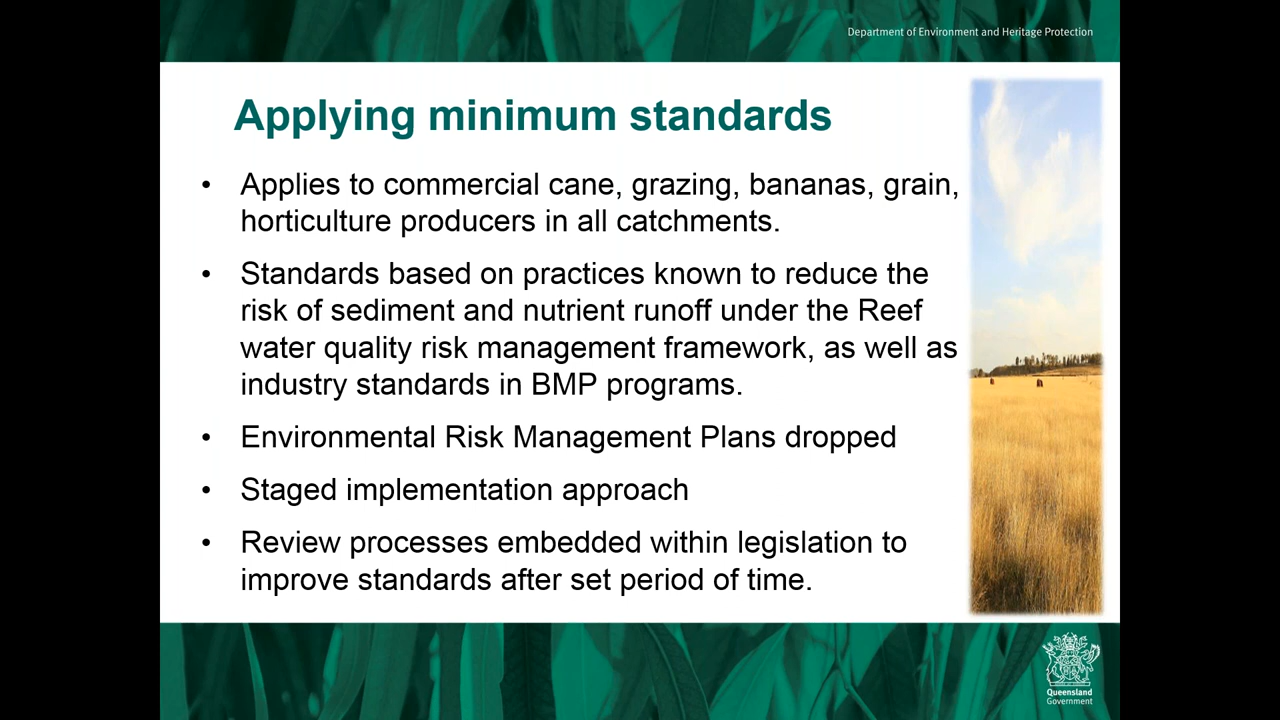 Department of Environment and Heritage Protection
Applying minimum standards
• Applies to commercial cane, grazing, bananas, grain,
horticulture producers in all catchments.
• Standards based on practices known to reduce the
risk of sediment and nutrient runoff under the Reef
water quality risk management framework, as well as
industry standards in BMP programs.
• Environmental Risk Management Plans dropped
• Staged implementation approach
• Review processes embedded within legislation to
improve standards after set period of time.
Queensland
Government